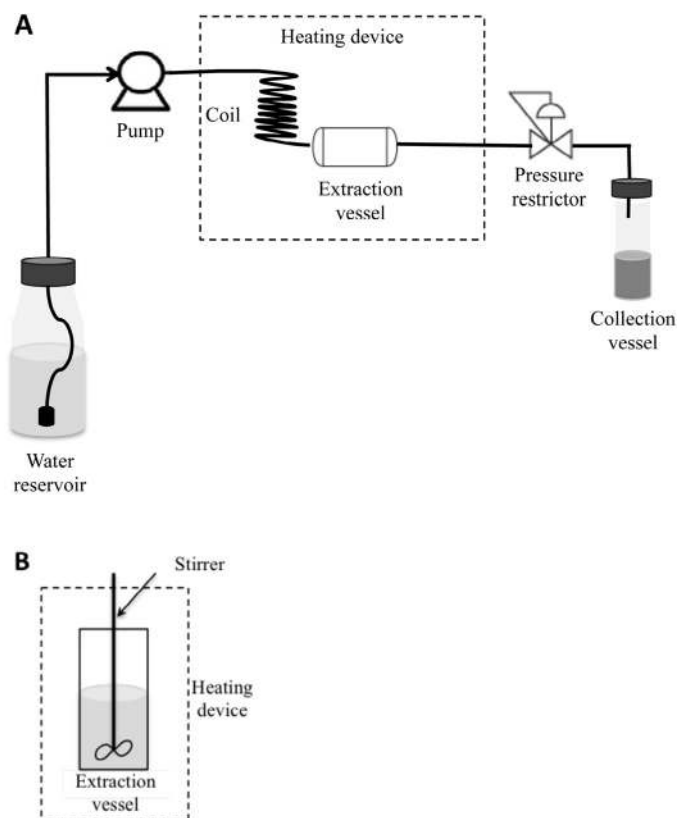 A
Heating device
Pump
Coil
Extraction
vessel
Pressure
restrictor
Collection
vessel
Water
reservoir
B
Stirrer
Heating
device
Extraction
vessel